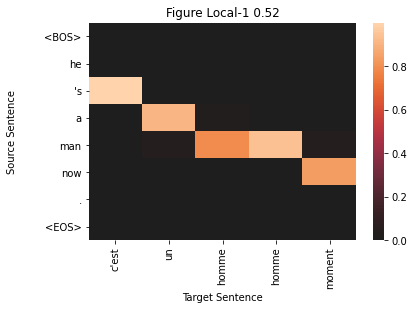 Figure Local-1 0.52
Source Sentence
<BOS>
he
's
a
man
now
.
<EOS>
c'est
un
homme
homme
moment
Target Sentence
0.8
0.6
0.4
0.2
0.0